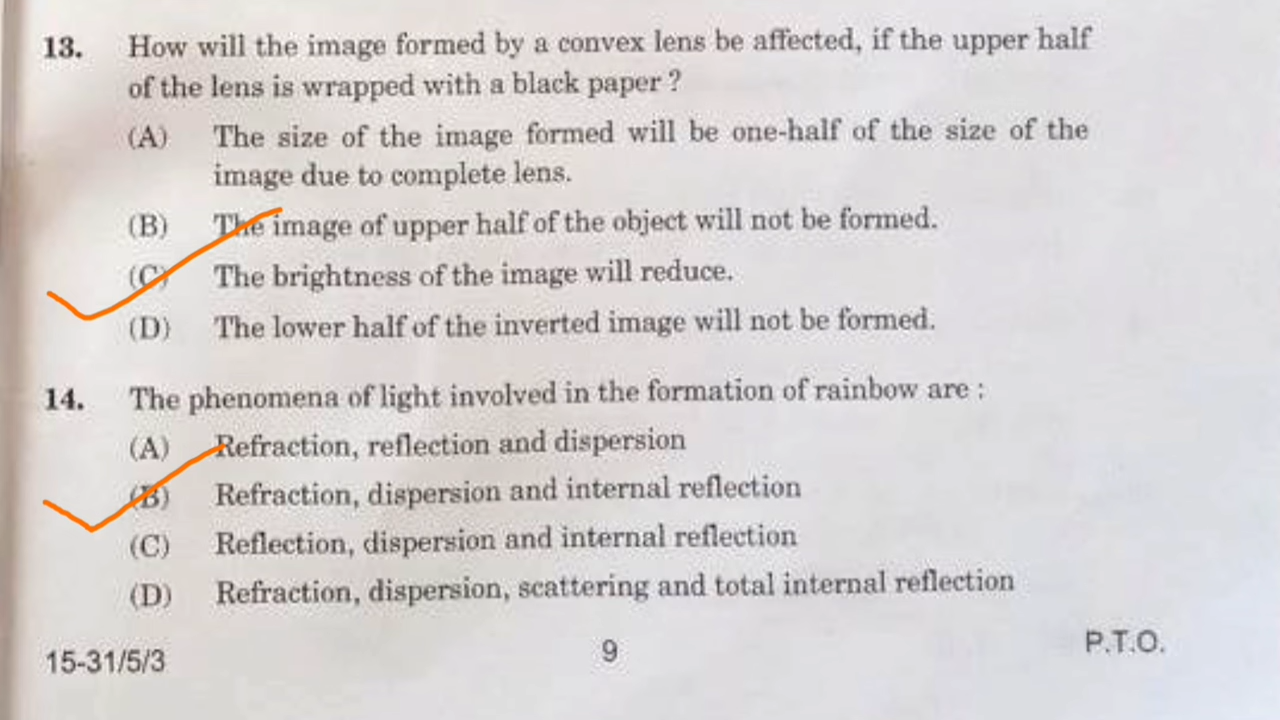 13. How will the image formed by a convex lens be affected, if the upper half
of the lens is wrapped with a black paper ?
(A) The size of the image formed will be one-half of the size of the
image due to complete lens.
(B) The image of upper half of the object will not be formed.
(C) The brightness of the image will reduce.
(D) The lower half of the inverted image will not be formed.
14. The phenomena of light involved in the formation of rainbow are :
(A) Refraction, reflection and dispersion
(B) Refraction, dispersion and internal reflection
(C) Reflection, dispersion and internal reflection
(D) Refraction, dispersion, scattering and total internal reflection
15-31/5/3 9 P.T.O.